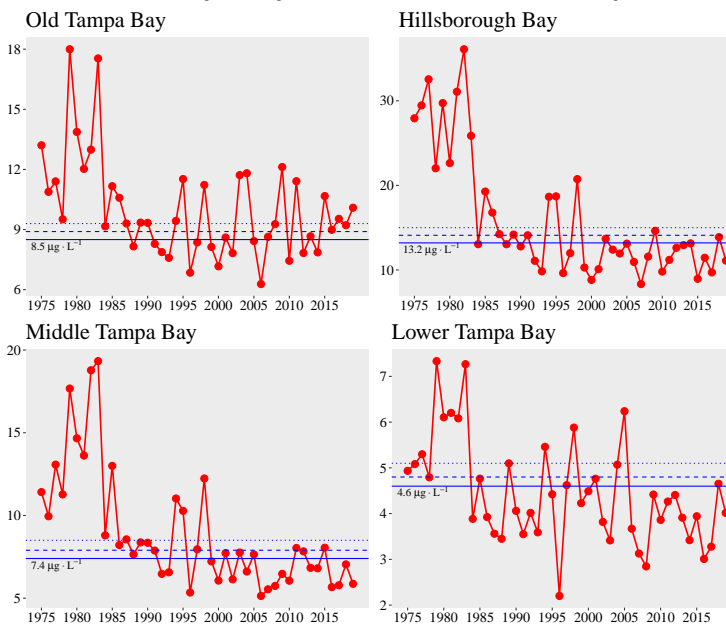 Old Tampa Bay
18
15
12
9
6
8.5 µg · L⁻¹
1975 1980 1985 1990 1995 2000 2005 2010 2015
Hillsborough Bay
30
20
10
13.2 µg · L⁻¹
1975 1980 1985 1990 1995 2000 2005 2010 2015
Middle Tampa Bay
20
15
10
5
7.4 µg · L⁻¹
1975 1980 1985 1990 1995 2000 2005 2010 2015
Lower Tampa Bay
7
6
5
4
3
2
4.6 µg · L⁻¹
1975 1980 1985 1990 1995 2000 2005 2010 2015